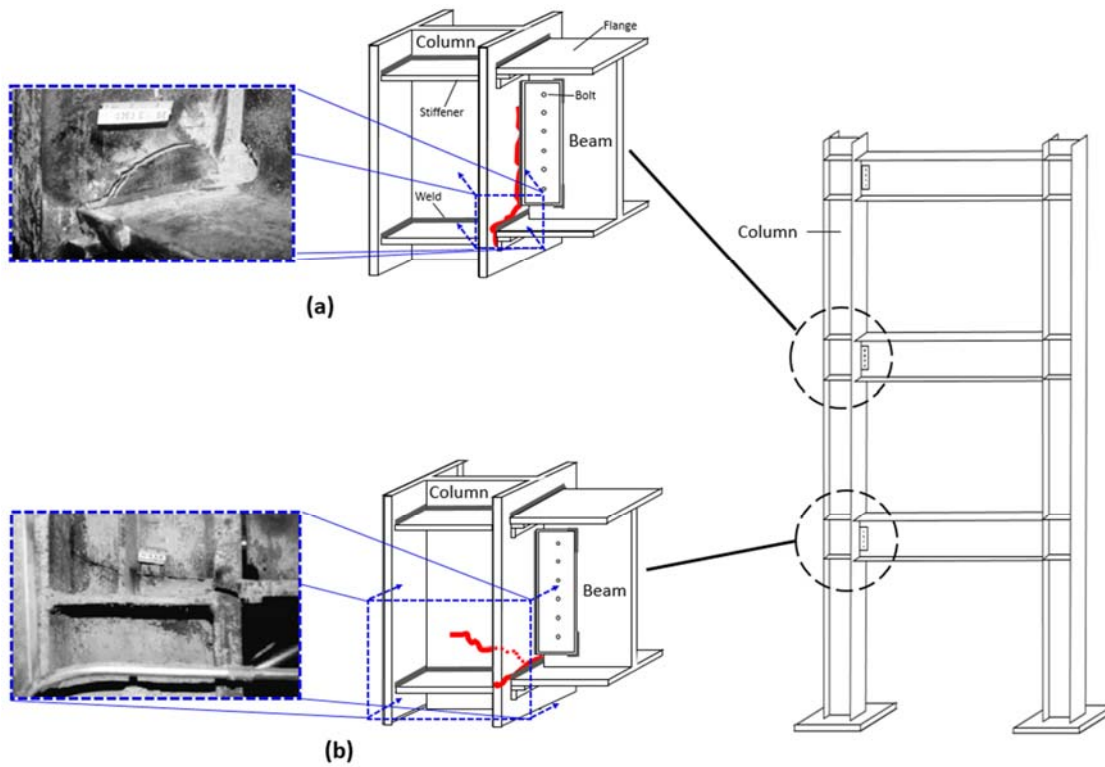 Column
Flange
Stiffener
Bolt
Beam
Weld
(a)
Column
Column
Beam
(b)